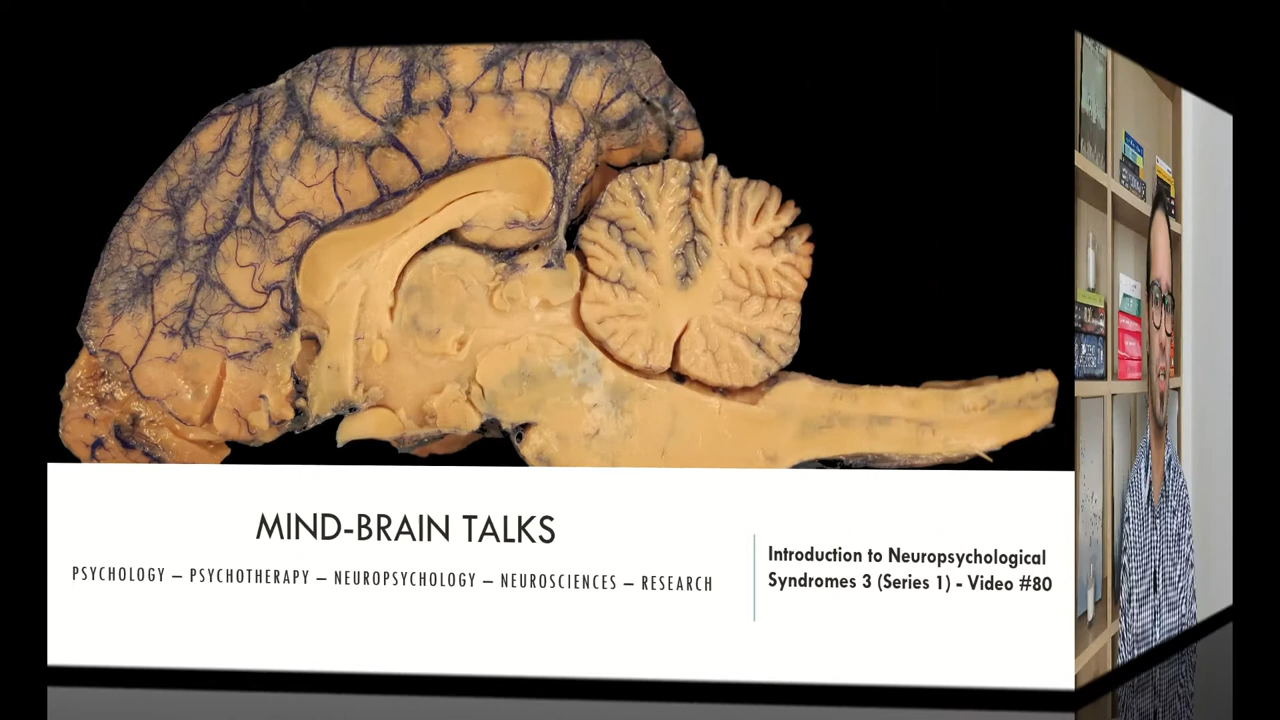 MIND-BRAIN TALKS
PSYCHOLOGY – PSYCHOTHERAPY – NEUROPSYCHOLOGY – NEUROSCIENCES – RESEARCH
Introduction to Neuropsychological
Syndromes 3 (Series 1) - Video #80